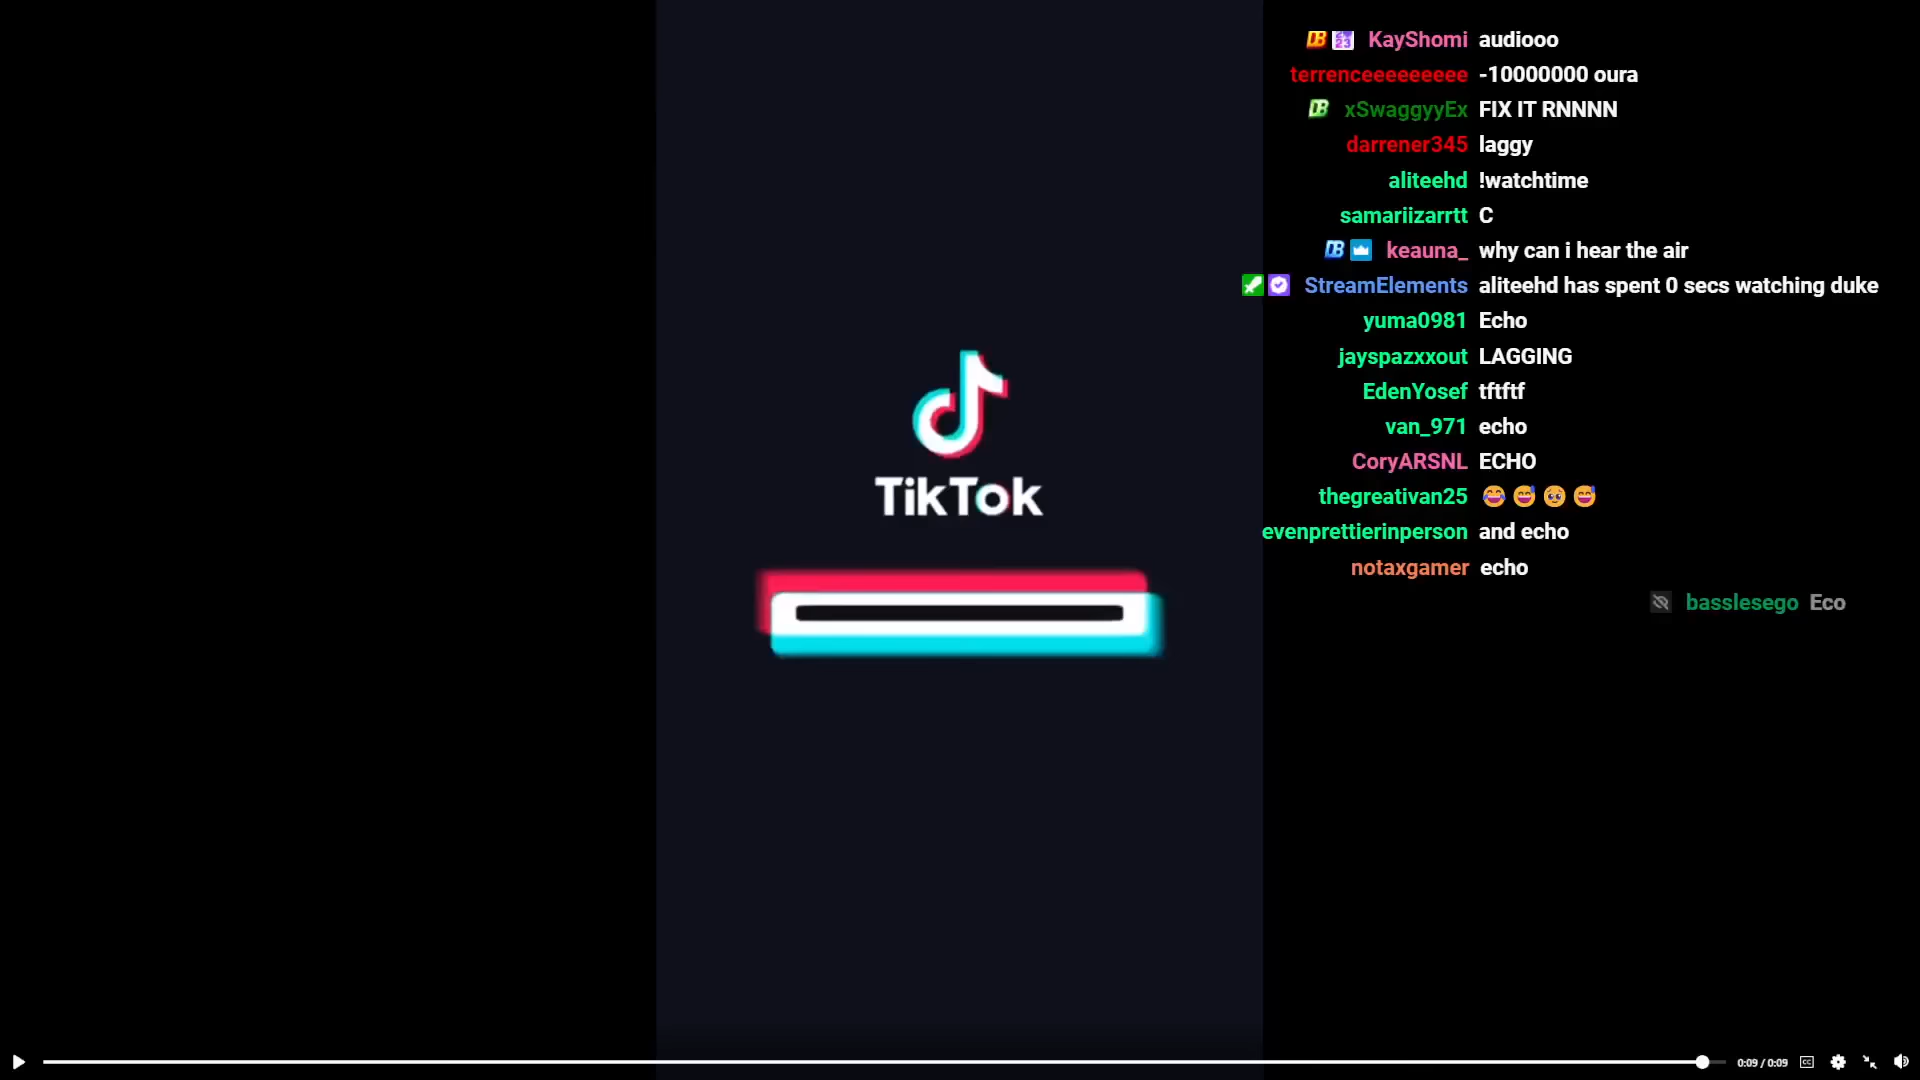 KayShomi audiooo
terrenceeeeeeeee -10000000 oura
xSwaggyyEx FIX IT RNNNN
darrener345 laggy
aliteehd !watchtime
samariizarrtt C
keauna_ why can i hear the air
StreamElements aliteehd has spent 0 secs watching duke
yuma0981 Echo
jayspazxxout LAGGING
EdenYosef tftftf
van_971 echo
CoryARSNL ECHO
thegreativan25 😂 😅 🥹 😅
evenprettierinperson and echo
notaxgamer echo
basslesego Eco
TikTok
0:09 / 0:09